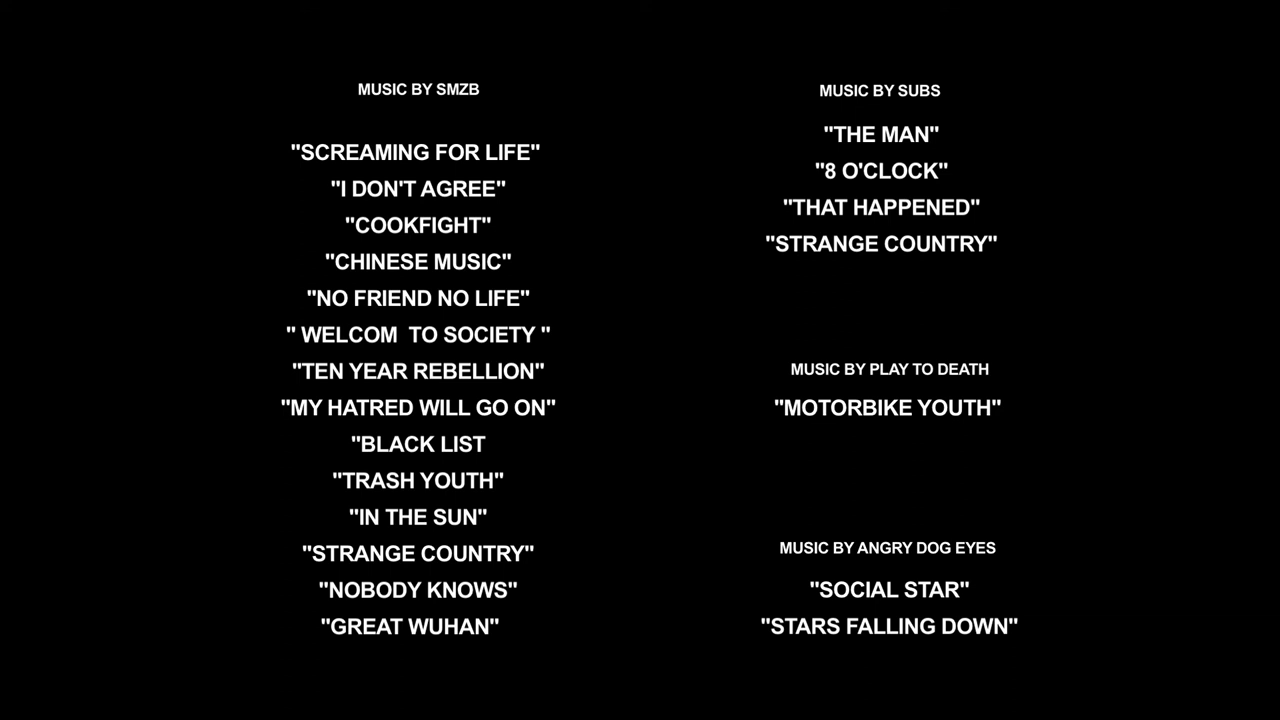 MUSIC BY SMZB
"SCREAMING FOR LIFE"
"I DON'T AGREE"
"COOKFIGHT"
"CHINESE MUSIC"
"NO FRIEND NO LIFE"
" WELCOM  TO SOCIETY "
"TEN YEAR REBELLION"
"MY HATRED WILL GO ON"
"BLACK LIST
"TRASH YOUTH"
"IN THE SUN"
"STRANGE COUNTRY"
"NOBODY KNOWS"
"GREAT WUHAN"
MUSIC BY SUBS
"THE MAN"
"8 O'CLOCK"
"THAT HAPPENED"
"STRANGE COUNTRY"
MUSIC BY PLAY TO DEATH
"MOTORBIKE YOUTH"
MUSIC BY ANGRY DOG EYES
"SOCIAL STAR"
"STARS FALLING DOWN"